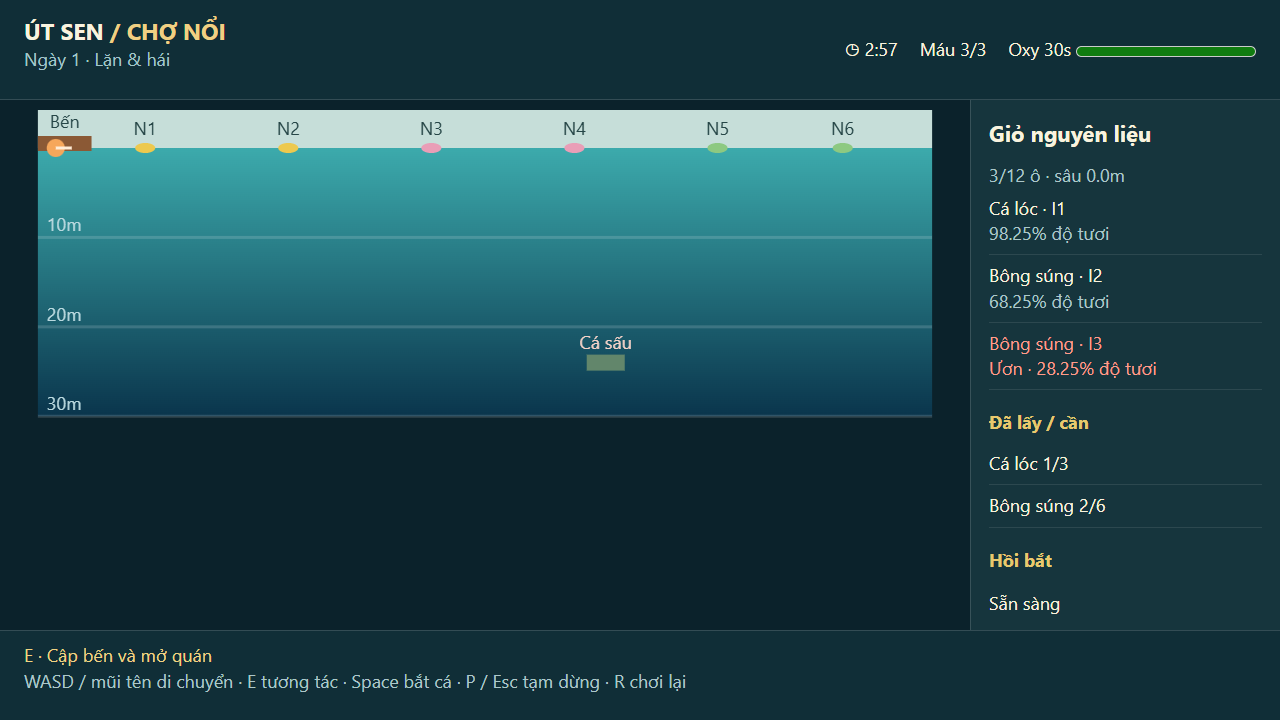 ÚT SEN / CHỢ NỔI
Ngày 1 · Lặn & hái
◷ 2:57 Máu 3/3 Oxy 30s
Bến
N1 N2 N3 N4 N5 N6
10m
20m
Cá sấu
30m
Giỏ nguyên liệu
3/12 ô · sâu 0.0m
Cá lóc · I1
98.25% độ tươi
Bông súng · I2
68.25% độ tươi
Bông súng · I3
Ươn · 28.25% độ tươi
Đã lấy / cần
Cá lóc 1/3
Bông súng 2/6
Hồi bắt
Sẵn sàng
E · Cập bến và mở quán
WASD / mũi tên di chuyển · E tương tác · Space bắt cá · P / Esc tạm dừng · R chơi lại